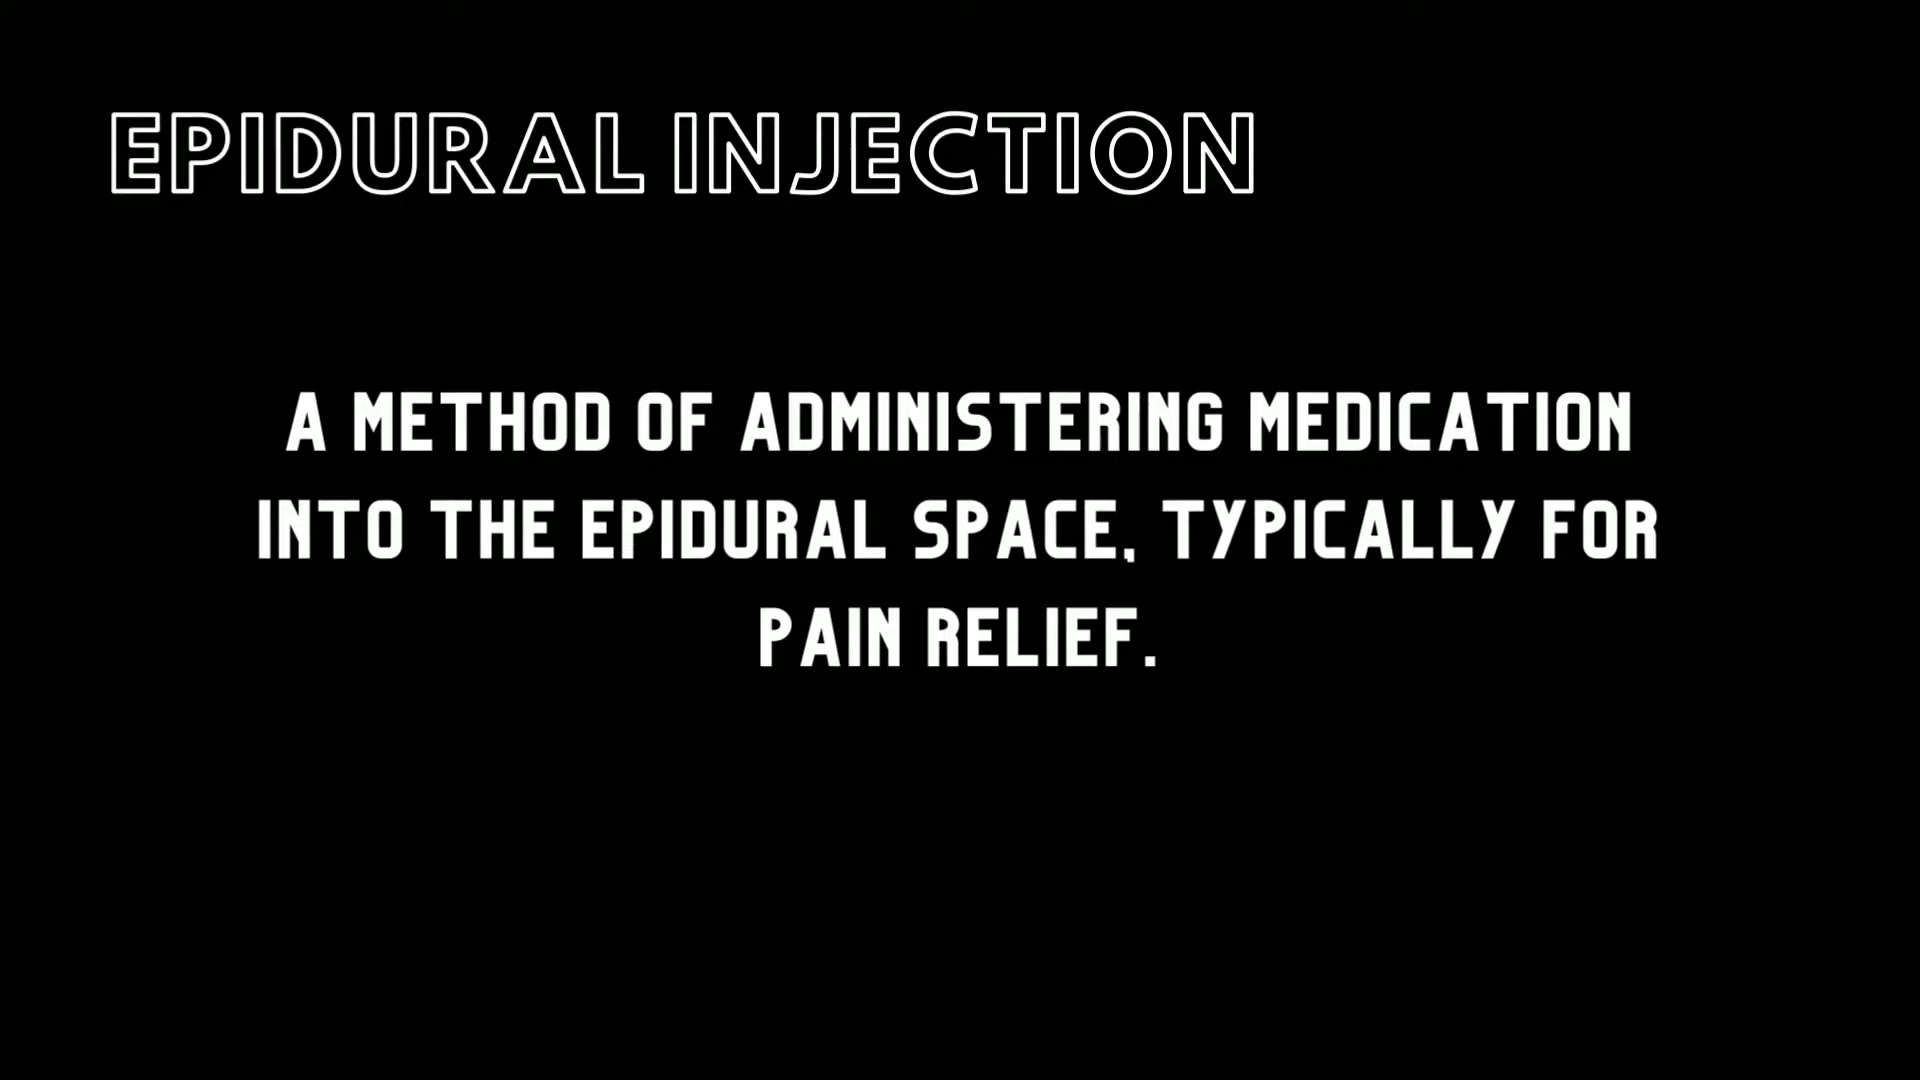 EPIDURAL INJECTION
A METHOD OF ADMINISTERING MEDICATION
INTO THE EPIDURAL SPACE, TYPICALLY FOR
PAIN RELIEF.